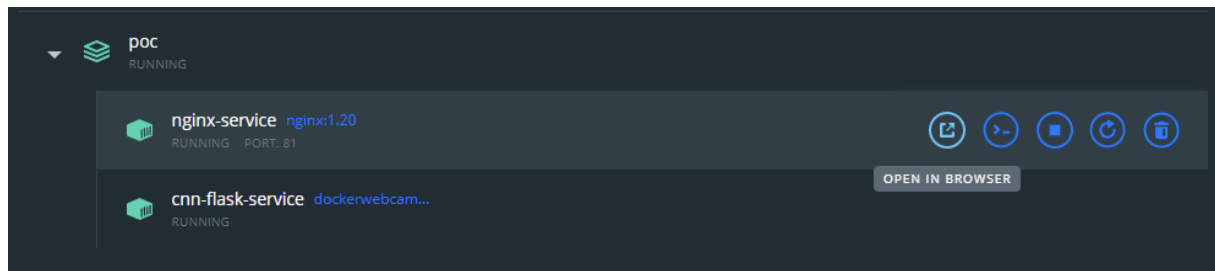 poc
RUNNING
nginx-service nginx:1.20
RUNNING PORT: 81
OPEN IN BROWSER
cnn-flask-service dockerwebcam...
RUNNING